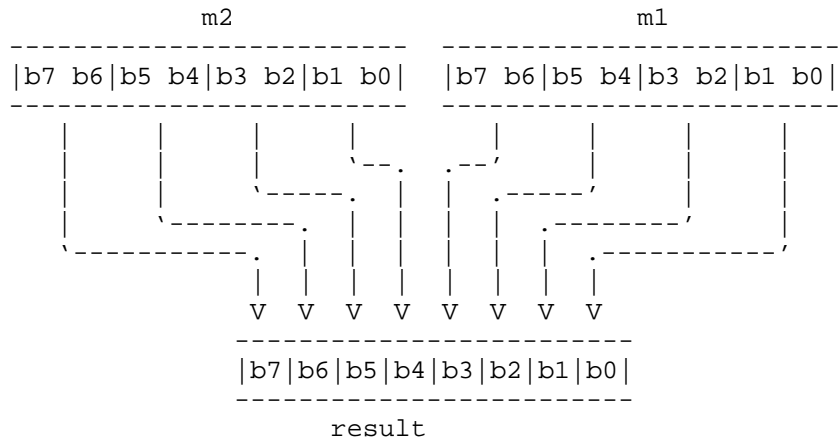 m2 m1
|b7 b6|b5 b4|b3 b2|b1 b0| |b7 b6|b5 b4|b3 b2|b1 b0|
V V V V V V V V
|b7|b6|b5|b4|b3|b2|b1|b0|
result